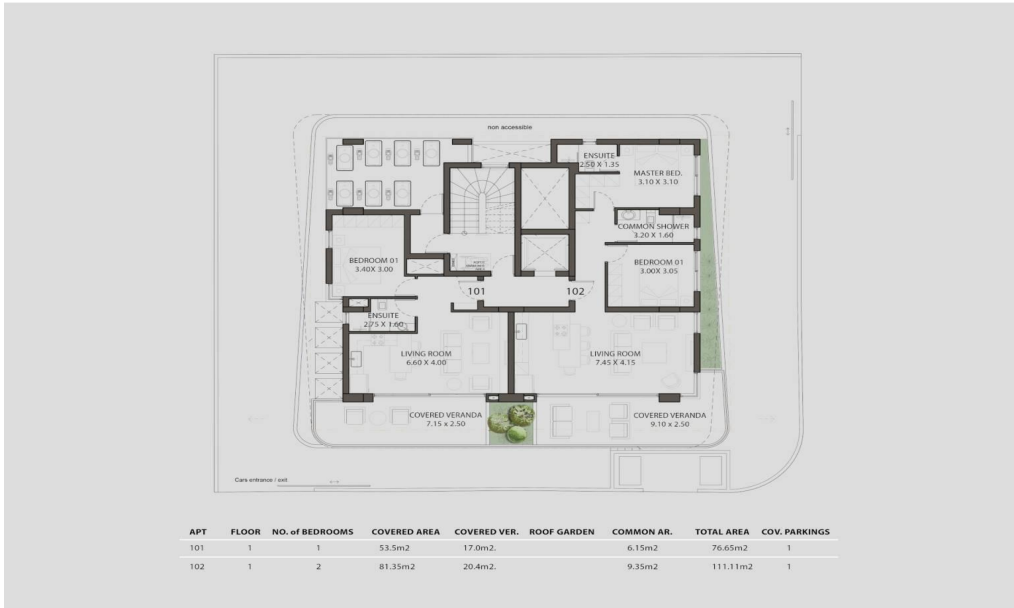 non accessible
ENSUITE
2.50 X 1.35
MASTER BED.
3.10 X 3.10
COMMON SHOWER
3.20 X 1.60
BEDROOM 01
3.40X 3.00
BEDROOM 01
3.00X 3.05
101
102
ENSUITE
2.75 X 1.60
LIVING ROOM
6.60 X 4.00
LIVING ROOM
7.45 X 4.15
COVERED VERANDA
7.15 x 2.50
COVERED VERANDA
9.10 x 2.50
Cars entrance / exit
APT FLOOR NO. of BEDROOMS COVERED AREA COVERED VER. ROOF GARDEN COMMON AR. TOTAL AREA COV. PARKINGS
101 1 1 53.5m2 17.0m2. 6.15m2 76.65m2 1
102 1 2 81.35m2 20.4m2. 9.35m2 111.11m2 1